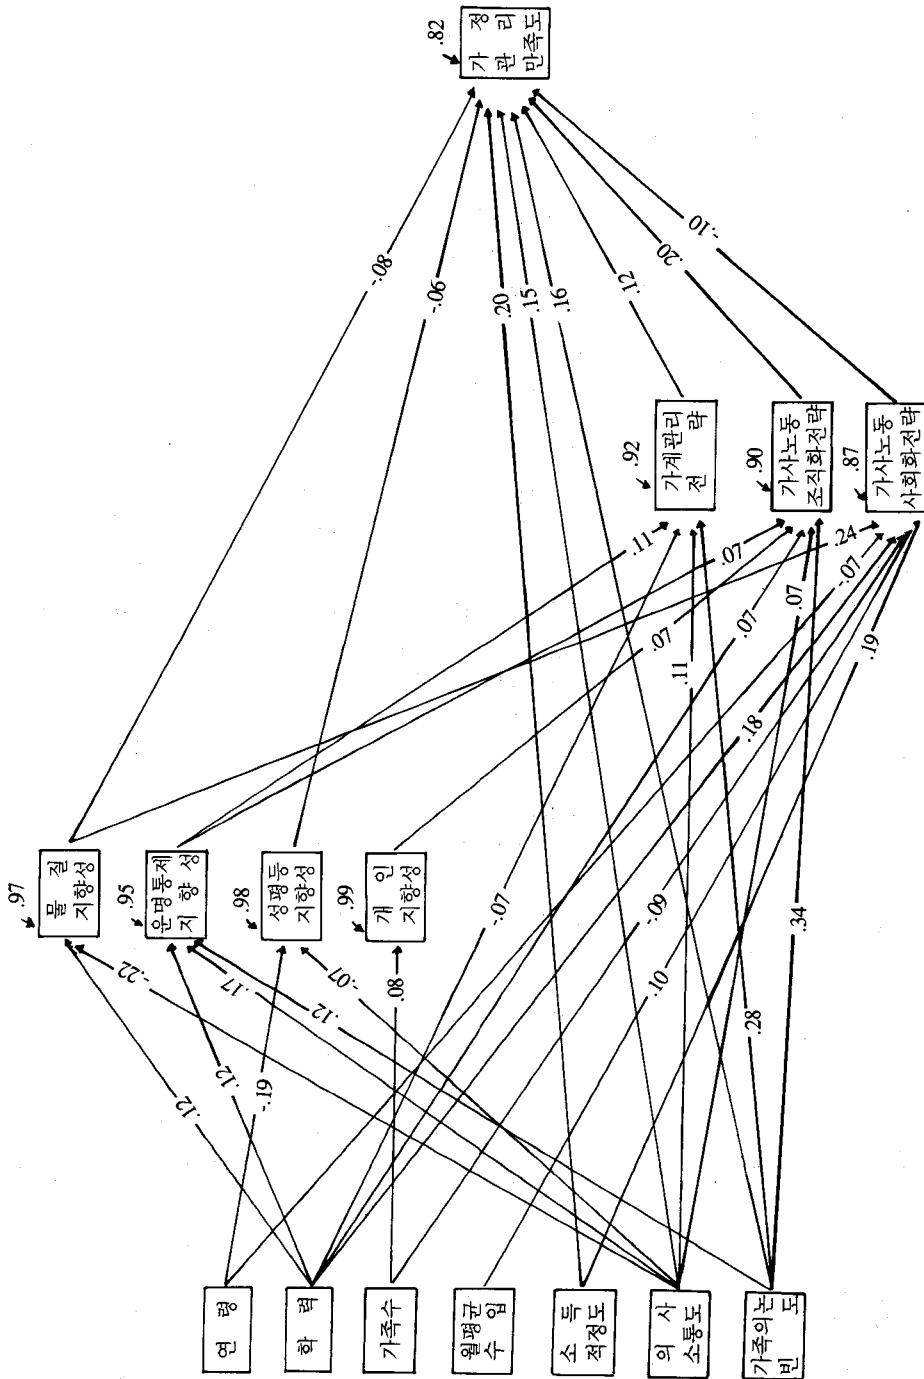 .82
가 정
관 리
만족도
-.08
-.06
.20
.15
.16
.12
.20
-.10
.92
가계관리
전 략
.90
가사노동
조직화전략
.87
가사노동
사회화전략
.11
.07
.24
.07
.07
-.07
.11
.07
.18
.19
-.07
-.09
.10
.34
.28
.97
물 질
지향성
.95
운명통제
지 향 성
.98
성평등
지향성
.99
개 인
지향성
-.22
.17
.12
-.07
.08
.12
.12
-.19
연 령
학 력
가족수
월평균
수 입
소 득
적정도
의 사
소통도
가족의논
빈 도